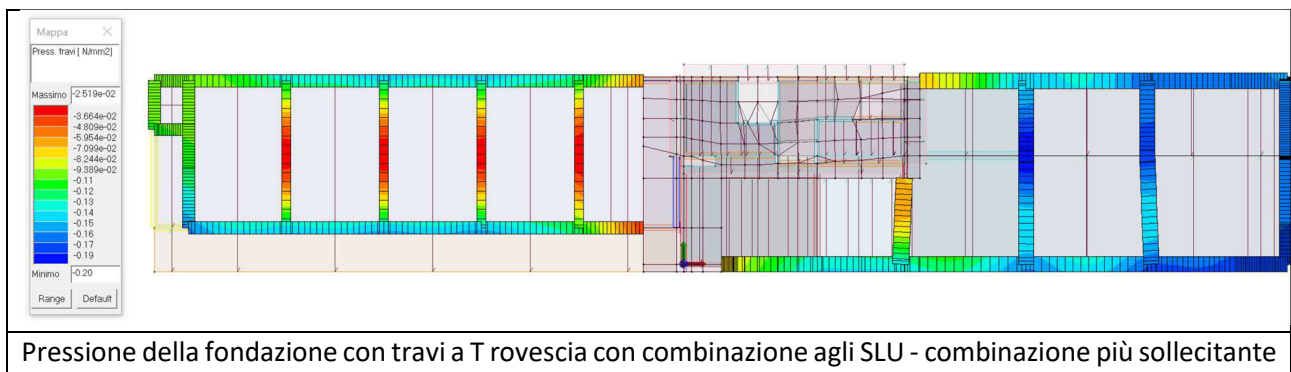 Mappa
Press. travi [ N/mm2]
Massimo -2.519e-02
-3.664e-02
-4.809e-02
-5.954e-02
-7.099e-02
-8.244e-02
-9.389e-02
-0.11
-0.12
-0.13
-0.14
-0.15
-0.16
-0.17
-0.19
Minimo -0.20
Range Default
Pressione della fondazione con travi a T rovescia con combinazione agli SLU - combinazione più sollecitante